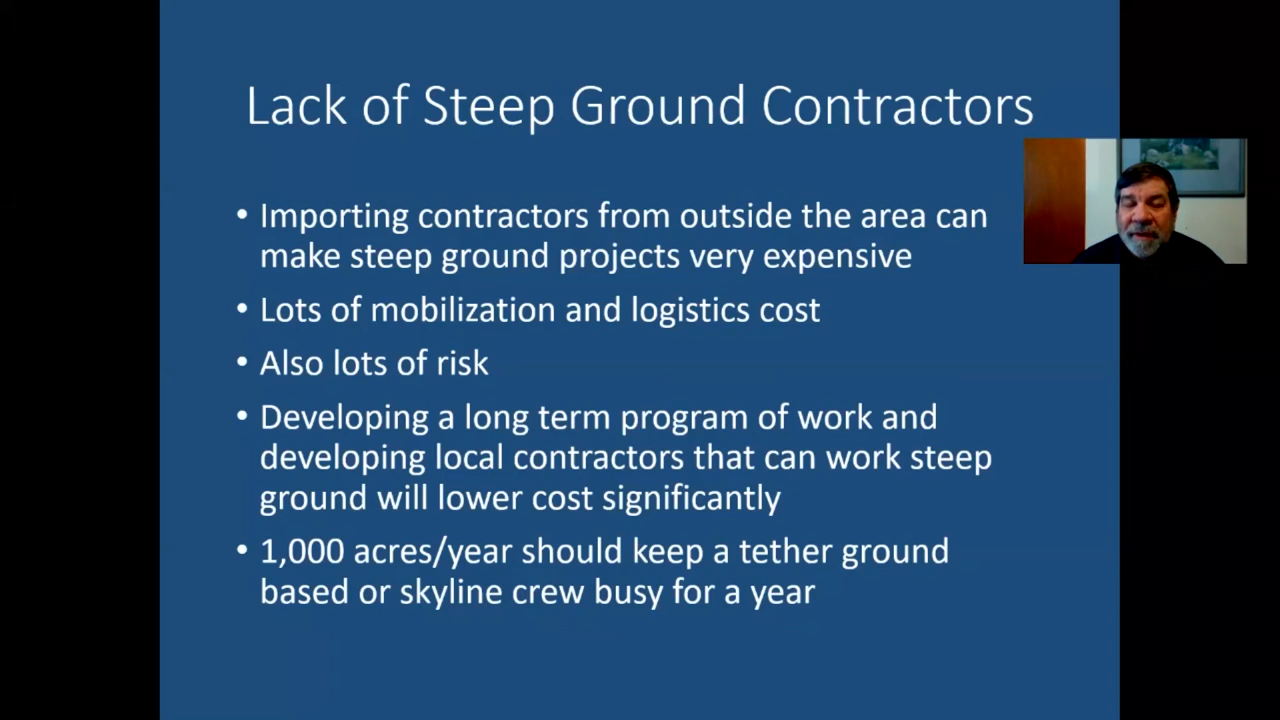 Lack of Steep Ground Contractors
• Importing contractors from outside the area can
make steep ground projects very expensive
• Lots of mobilization and logistics cost
• Also lots of risk
• Developing a long term program of work and
developing local contractors that can work steep
ground will lower cost significantly
• 1,000 acres/year should keep a tether ground
based or skyline crew busy for a year